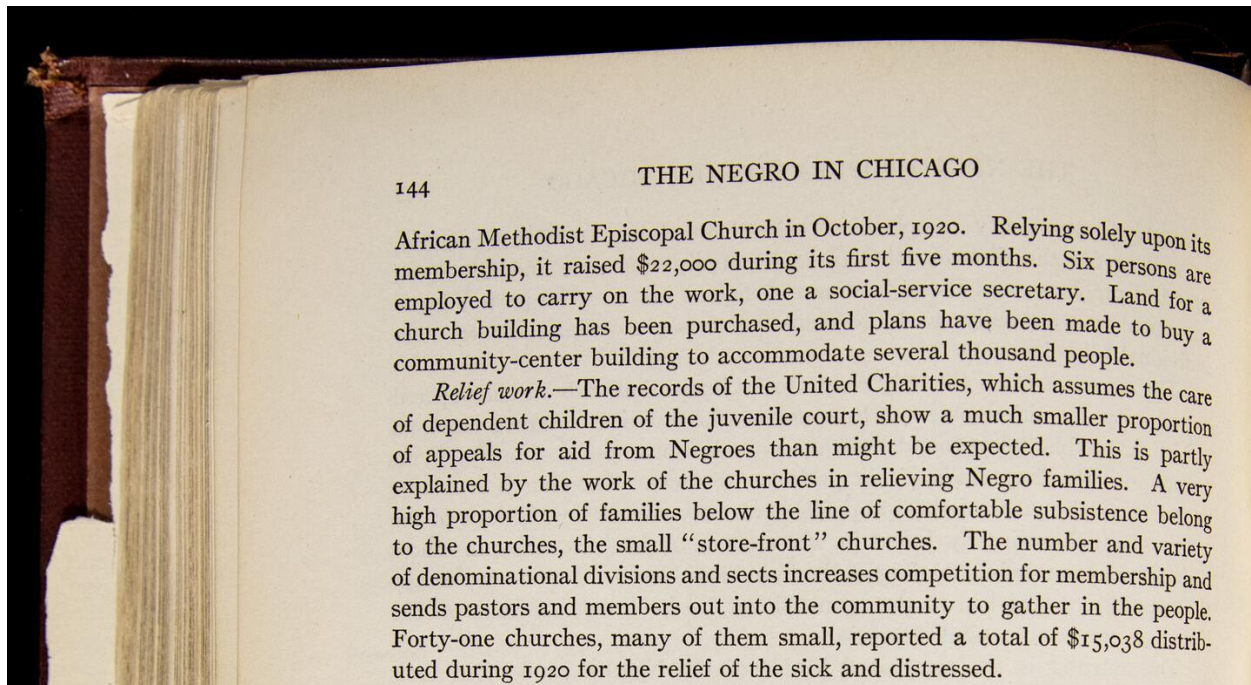 144
THE NEGRO IN CHICAGO
African Methodist Episcopal Church in October, 1920. Relying solely upon its
membership, it raised $22,000 during its first five months. Six persons are
employed to carry on the work, one a social-service secretary. Land for a
church building has been purchased, and plans have been made to buy a
community-center building to accommodate several thousand people.
Relief work.—The records of the United Charities, which assumes the care
of dependent children of the juvenile court, show a much smaller proportion
of appeals for aid from Negroes than might be expected. This is partly
explained by the work of the churches in relieving Negro families. A very
high proportion of families below the line of comfortable subsistence belong
to the churches, the small “store-front” churches. The number and variety
of denominational divisions and sects increases competition for membership and
sends pastors and members out into the community to gather in the people.
Forty-one churches, many of them small, reported a total of $15,038 distrib-
uted during 1920 for the relief of the sick and distressed.